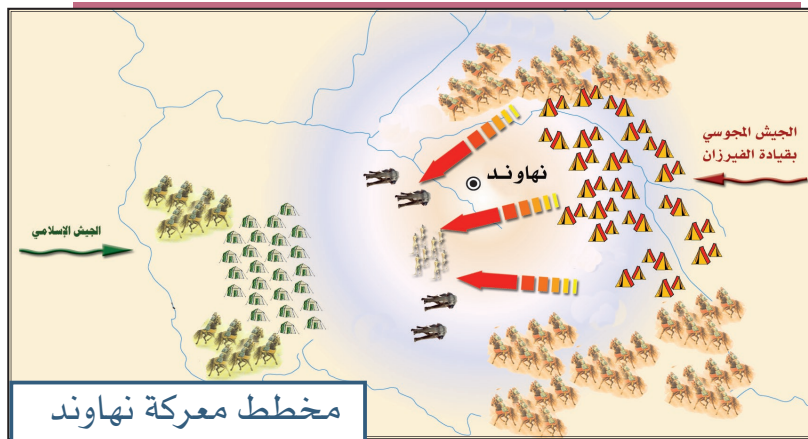 الجيش المجوسي
بقيادة الفيرزان
نهاوند
الجيش الإسلامي
مخطط معركة نهاوند